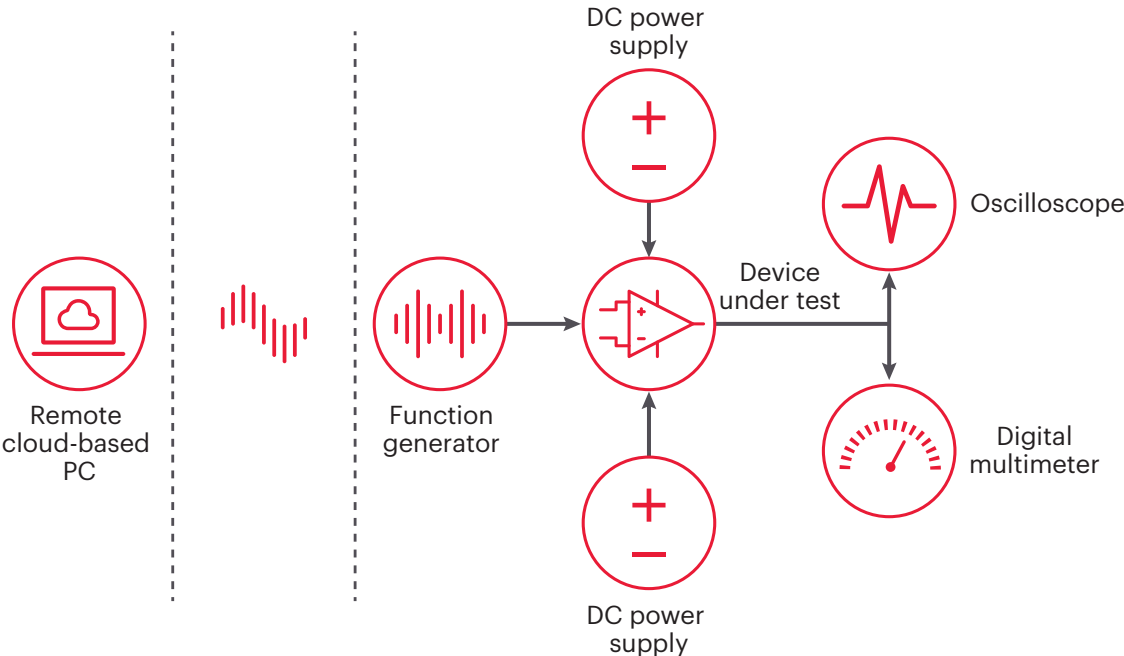 DC power
supply
Oscilloscope
Device
under test
Remote
cloud-based
PC
Function
generator
Digital
multimeter
DC power
supply